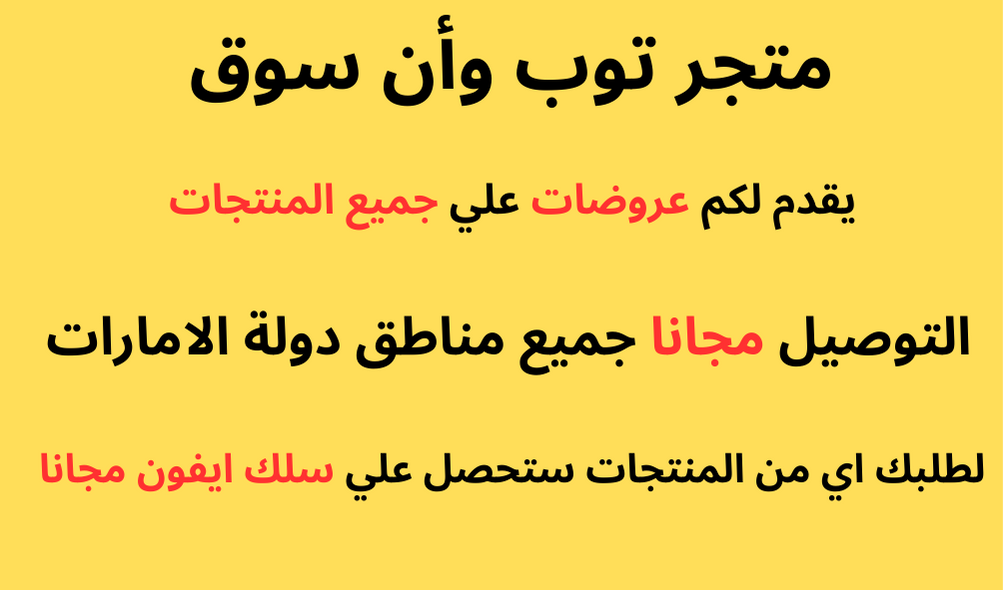 متجر توب وأن سوق
يقدم لكم عروضات علي جميع المنتجات
التوصيل مجانا جميع مناطق دولة الامارات
لطلبك اي من المنتجات ستحصل علي سلك ايفون مجانا